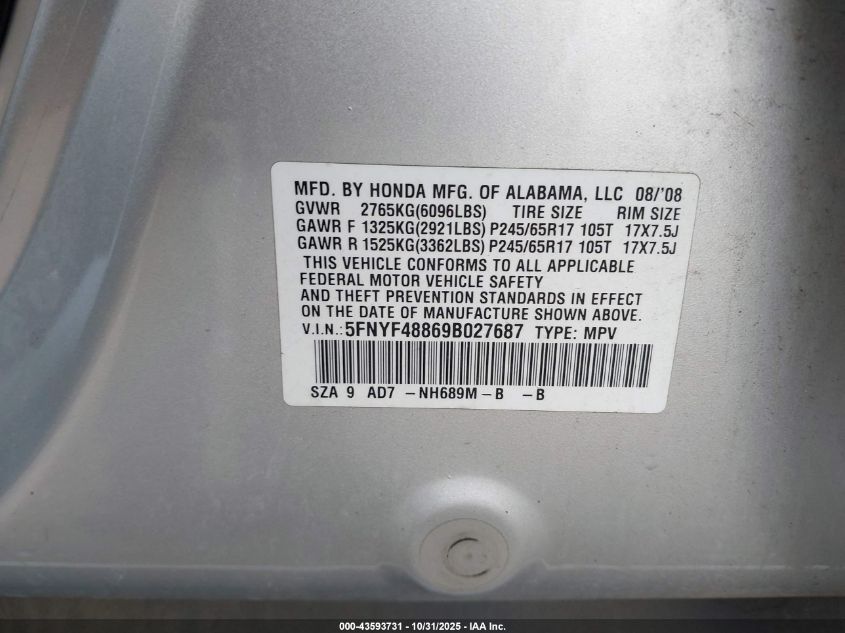 MFD. BY HONDA MFG. OF ALABAMA, LLC 08/'08
GVWR 2765KG(6096LBS) TIRE SIZE RIM SIZE
GAWR F 1325KG(2921LBS) P245/65R17 105T 17X7.5J
GAWR R 1525KG(3362LBS) P245/65R17 105T 17X7.5J
THIS VEHICLE CONFORMS TO ALL APPLICABLE
FEDERAL MOTOR VEHICLE SAFETY
AND THEFT PREVENTION STANDARDS IN EFFECT
ON THE DATE OF MANUFACTURE SHOWN ABOVE.
V.I.N.: 5FNYF48869B027687 TYPE: MPV
SZA 9 AD7 -NH689M-B -B
000-43593731 - 10/31/2025 - IAA Inc.